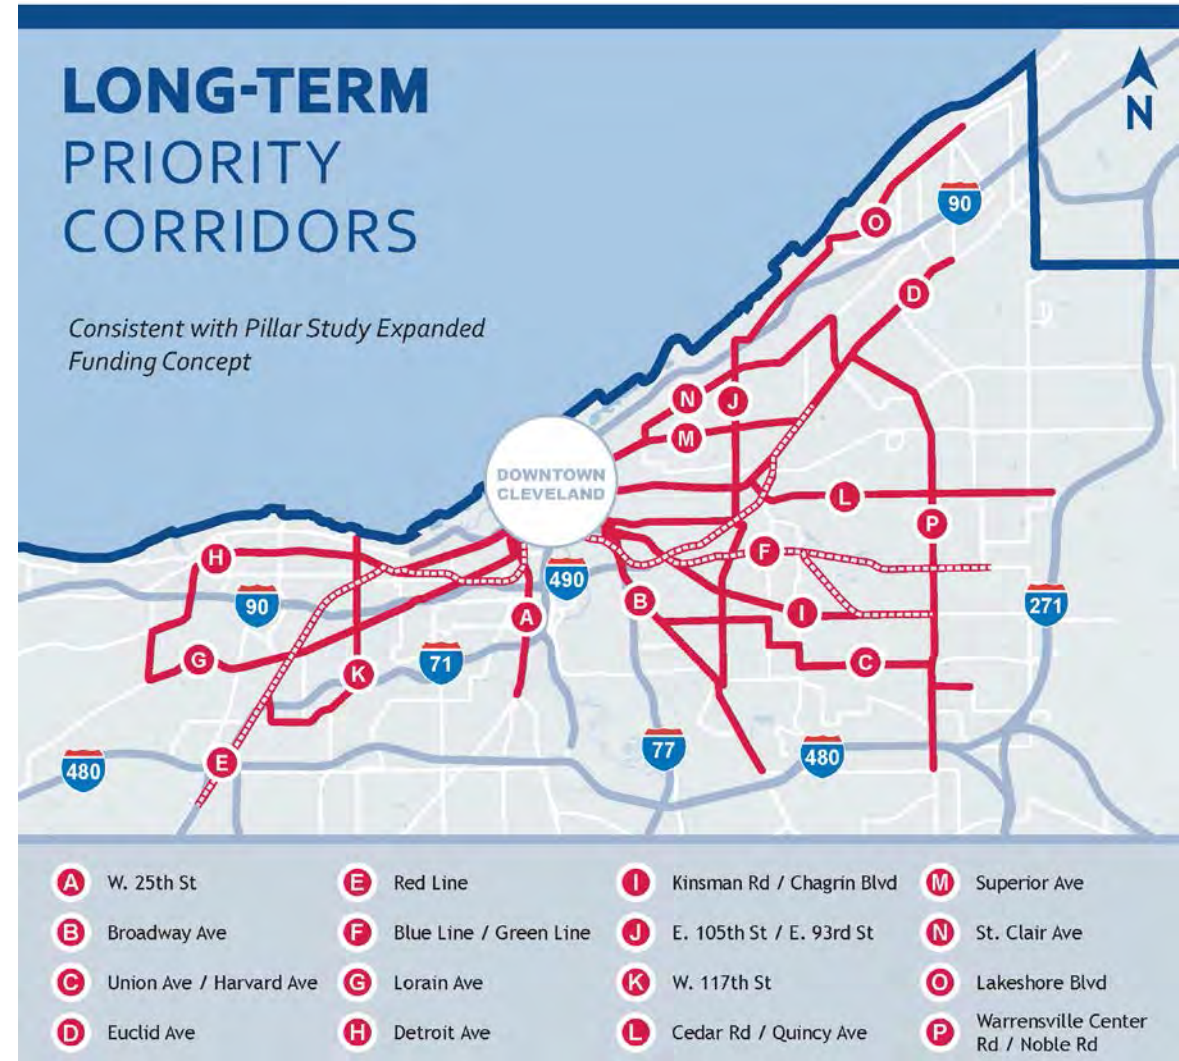 LONG-TERM
PRIORITY
CORRIDORS
Consistent with Pillar Study Expanded
Funding Concept
N
90
O
D
N
J
M
DOWNTOWN
CLEVELAND
L
P
H
F
490
90
B
271
A
I
G
71
K
C
77
480
480
E
A W. 25th St
B Broadway Ave
C Union Ave / Harvard Ave
D Euclid Ave
E Red Line
F Blue Line / Green Line
G Lorain Ave
H Detroit Ave
I Kinsman Rd / Chagrin Blvd
J E. 105th St / E. 93rd St
K W. 117th St
L Cedar Rd / Quincy Ave
M Superior Ave
N St. Clair Ave
O Lakeshore Blvd
P Warrensville Center
Rd / Noble Rd